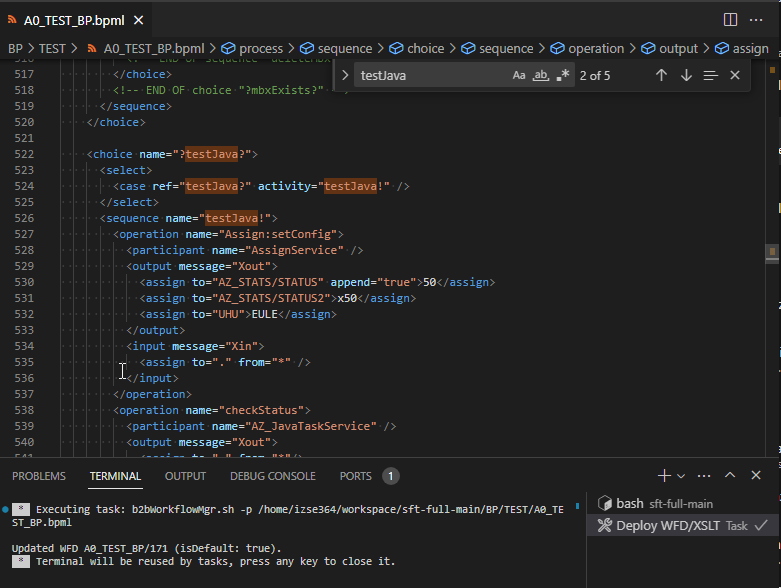 A0_TEST_BP.bpml
BP > TEST > A0_TEST_BP.bpml > process > sequence > choice > sequence > operation > output > assign
testJava Aa ab .* 2 of 5
517 </choice>
518 <!-- END OF choice "?mbxExists?"
519 </sequence>
520 </choice>
521
522 <choice name="?testJava?">
523 <select>
524 <case ref="testJava?" activity="testJava!" />
525 </select>
526 <sequence name="testJava!">
527 <operation name="Assign:setConfig">
528 <participant name="AssignService" />
529 <output message="Xout">
530 <assign to="AZ_STATS/STATUS" append="true">50</assign>
531 <assign to="AZ_STATS/STATUS2">x50</assign>
532 <assign to="UHU">EULE</assign>
533 </output>
534 <input message="Xin">
535 <assign to="." from="*" />
536 </input>
537 </operation>
538 <operation name="checkStatus">
539 <participant name="AZ_JavaTaskService" />
540 <output message="Xout">
PROBLEMS TERMINAL OUTPUT DEBUG CONSOLE PORTS 1
* Executing task: b2bWorkflowMgr.sh -p /home/izse364/workspace/sft-full-main/BP/TEST/A0_TE
ST_BP.bpml
Updated WFD A0_TEST_BP/171 (isDefault: true).
* Terminal will be reused by tasks, press any key to close it.
bash sft-full-main
Deploy WFD/XSLT Task